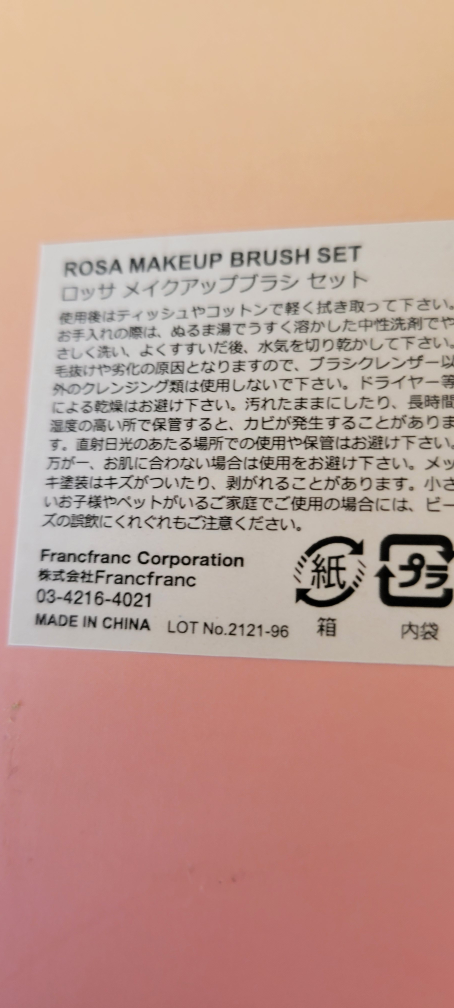 ROSA MAKEUP BRUSH SET
ロッサ メイクアップブラシ セット
使用後はティッシュやコットンで軽く拭き取って下さい。
お手入れの際は、ぬるま湯でうすく溶かした中性洗剤でや
さしく洗い、よくすすいだ後、水気を切り乾かして下さい。
毛抜けや劣化の原因となりますので、ブラシクレンザー以
外のクレンジング類は使用しないで下さい。ドライヤー等
による乾燥はお避け下さい。汚れたままにしたり、長時間
湿度の高い所で保管すると、カビが発生することがありま
す。直射日光のあたる場所での使用や保管はお避け下さい。
万が一、お肌に合わない場合は使用をお避け下さい。メッ
キ塗装はキズがついたり、剥がれることがあります。小さ
いお子様やペットがいるご家庭でご使用の場合には、ビー
ズの誤飲にくれぐれもご注意ください。
Francfranc Corporation
株式会社Francfranc
03-4216-4021
MADE IN CHINA LOT No.2121-96
紙 プラ
箱 内袋